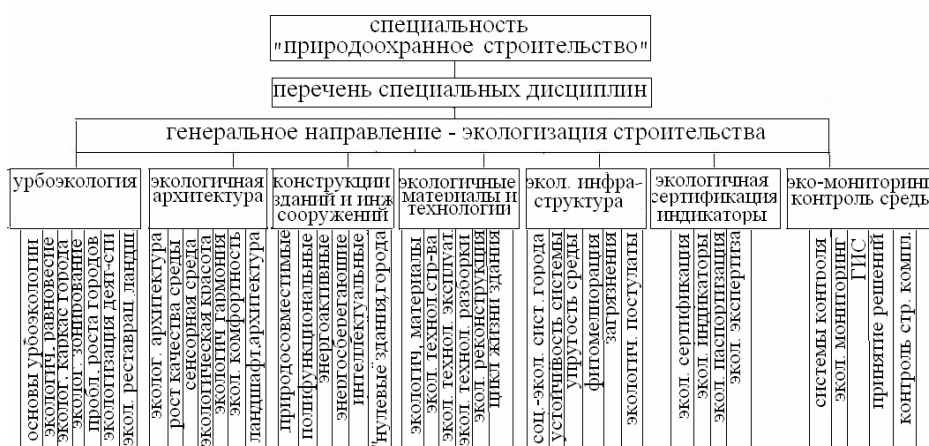 специальность
"природоохранное строительство"
перечень специальных дисциплин
генеральное направление - экологизация строительства
урбоэкология
экологичная
архитектура
конструкции
зданий и инж
сооружений
экологичные
материалы и
технологии
экол. инфра-
структура
экологичная
сертификация
индикаторы
эко-мониторинг
контроль среды
основы урбоэкологии
экологич. равновесие
эколог. каркас города
эколог. зонирование
пробл. роста городов
экологизация деят-сти
экол. реставрац. ландш
эколог. архитектура
рост качества среды
сенсорная среда
экологическая красота
экологич. гармония
экол. комфортность
ландшафт архитектура
природосовместимые
полифункциональные
энергоактивные
энергосберегающие
интеллектуальные
"нулевые" здания, города
экологич. материалы
экол. технол. стр-ва
экол. технол. эксплуат.
экол. технол. разборки
экол. реконструкция
цикл жизни здания
соц.-экол. сист. города
устойчивость системы
упругость среды
фитомелиорация
загрязнения
экологич. постулаты
экол. сертификация
экол. индикаторы
экол. паспортизация
экол. экспертиза
системы контроля
экол. мониторинг
ГИС
принятие решений
контроль стр. компл.